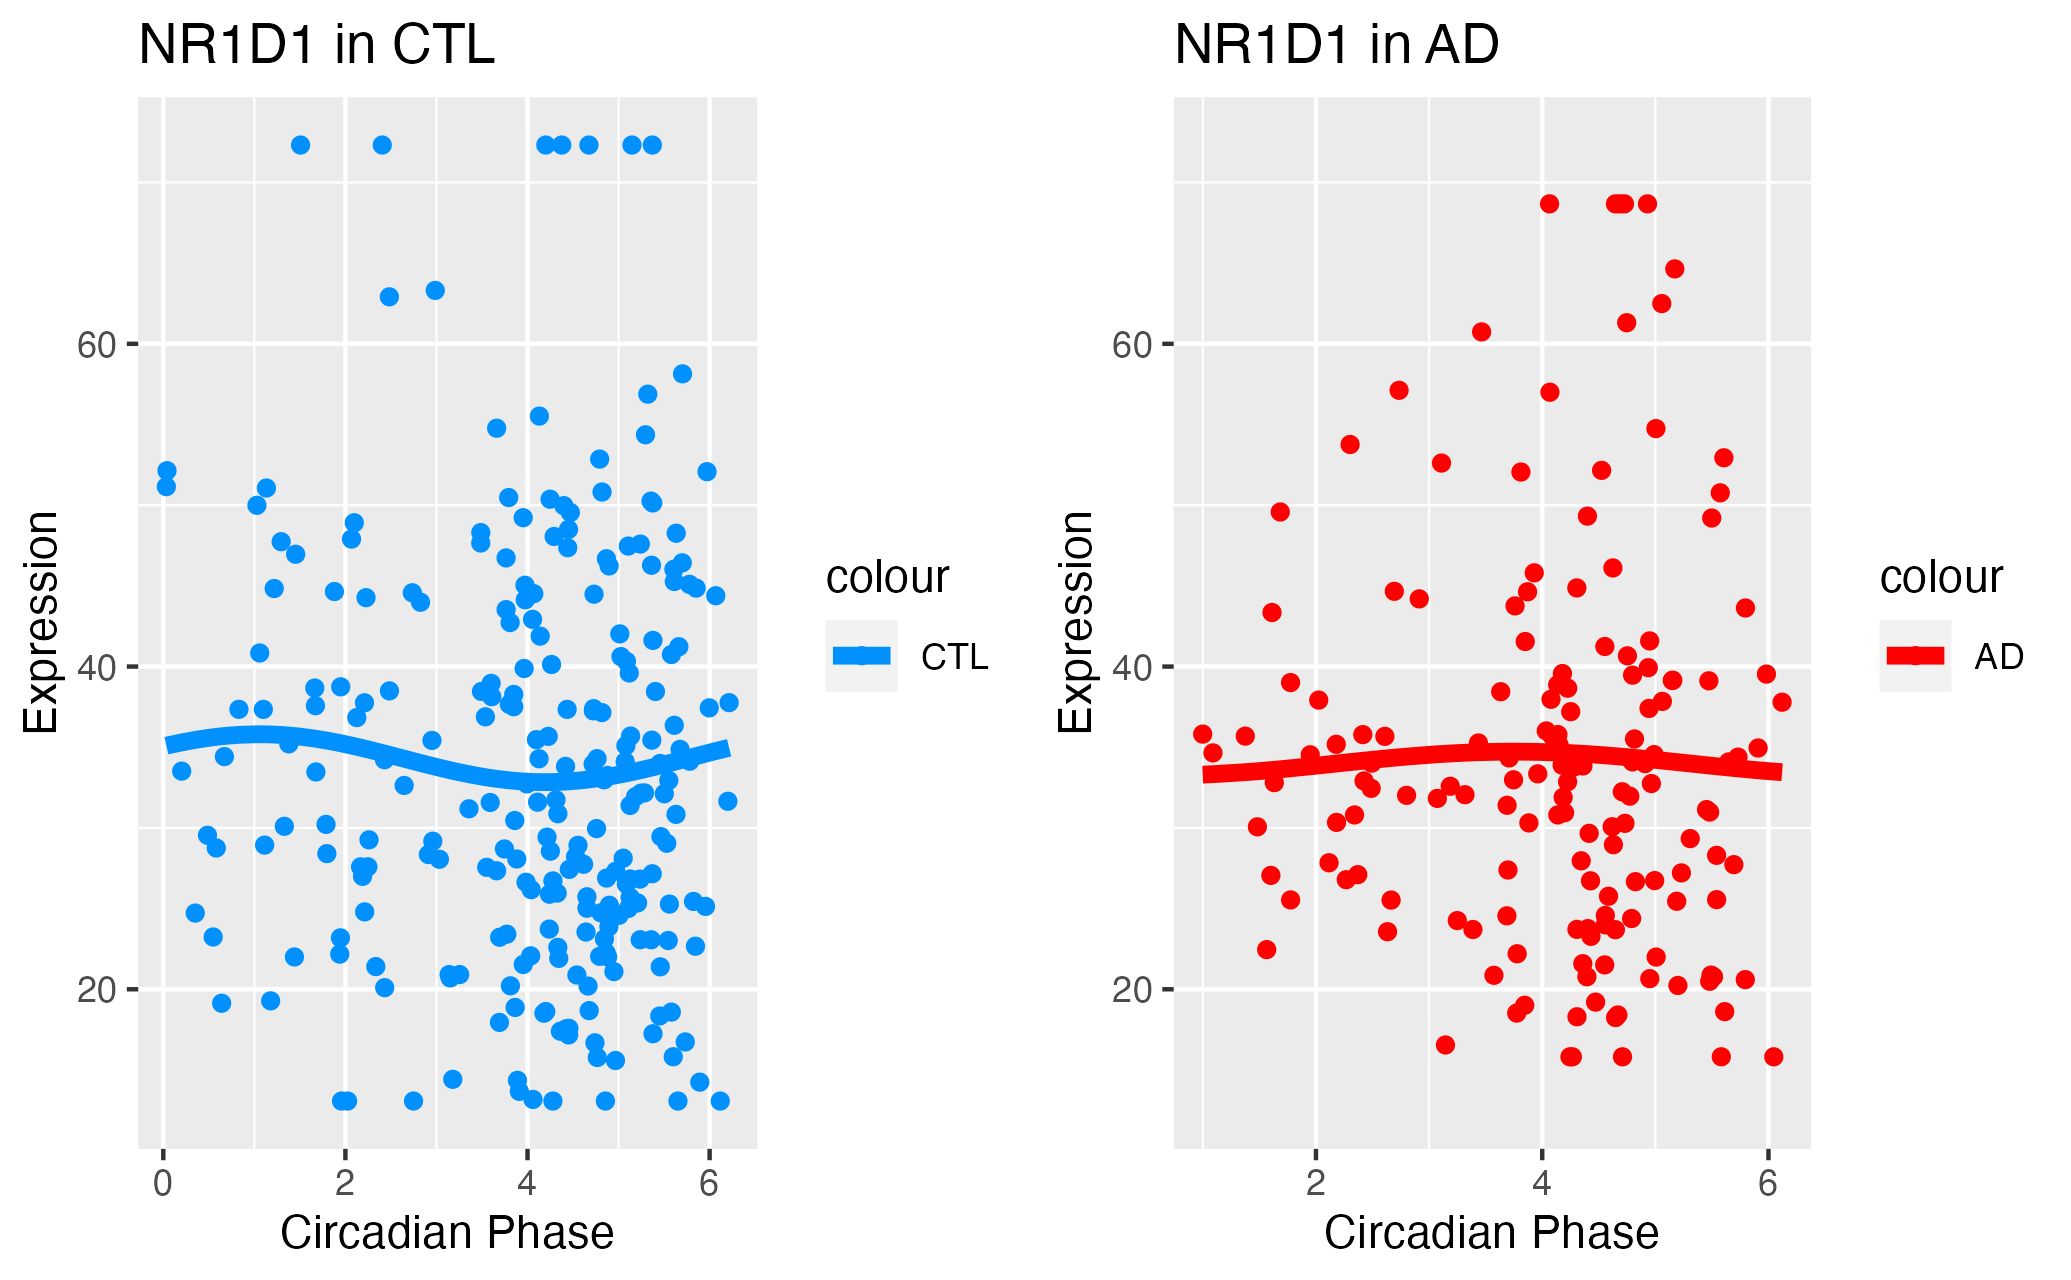 NR1D1 in CTL
Expression
60
40
20
0 2 4 6
Circadian Phase
colour
CTL
NR1D1 in AD
Expression
60
40
20
2 4 6
Circadian Phase
colour
AD